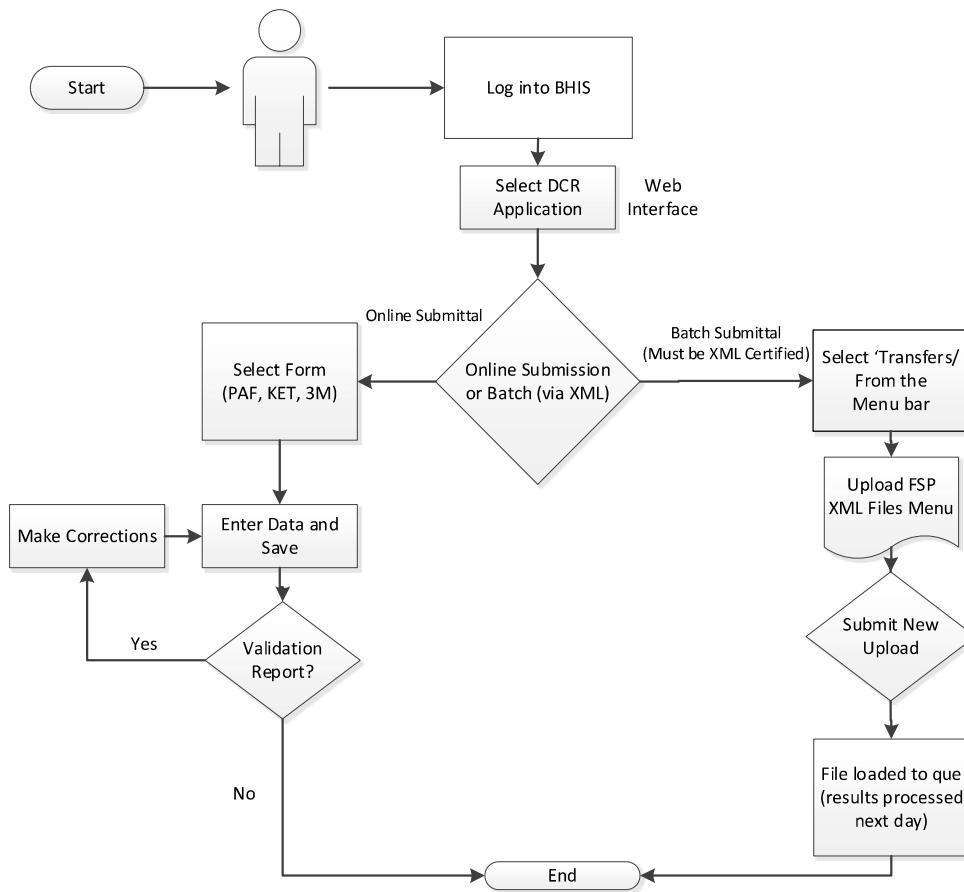 Start
Log into BHIS
Select DCR
Application
Web
Interface
Online Submittal
Batch Submittal
(Must be XML Certified)
Select Form
(PAF, KET, 3M)
Online Submission
or Batch (via XML)
Select ‘Transfers/
From the
Menu bar
Upload FSP
XML Files Menu
Make Corrections
Enter Data and
Save
Yes
Validation
Report?
Submit New
Upload
No
File loaded to que
(results processed
next day)
End